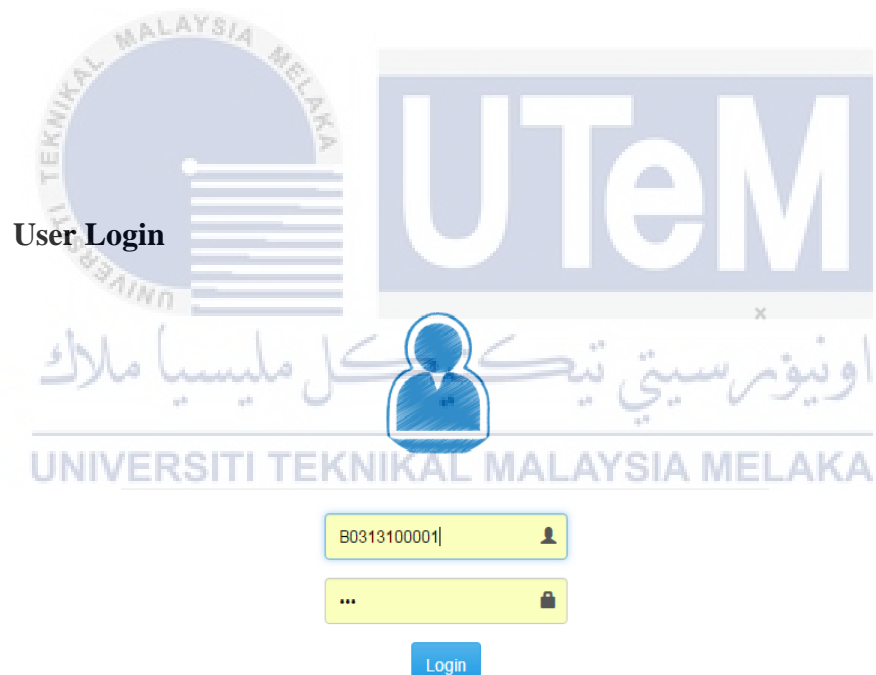 UNIVERSITI TEKNIKAL MALAYSIA MELAKA
UTeM
User Login
×
اونيۏرسيتي تيكنيكل مليسيا ملاك
UNIVERSITI TEKNIKAL MALAYSIA MELAKA
B0313100001
•••
Login